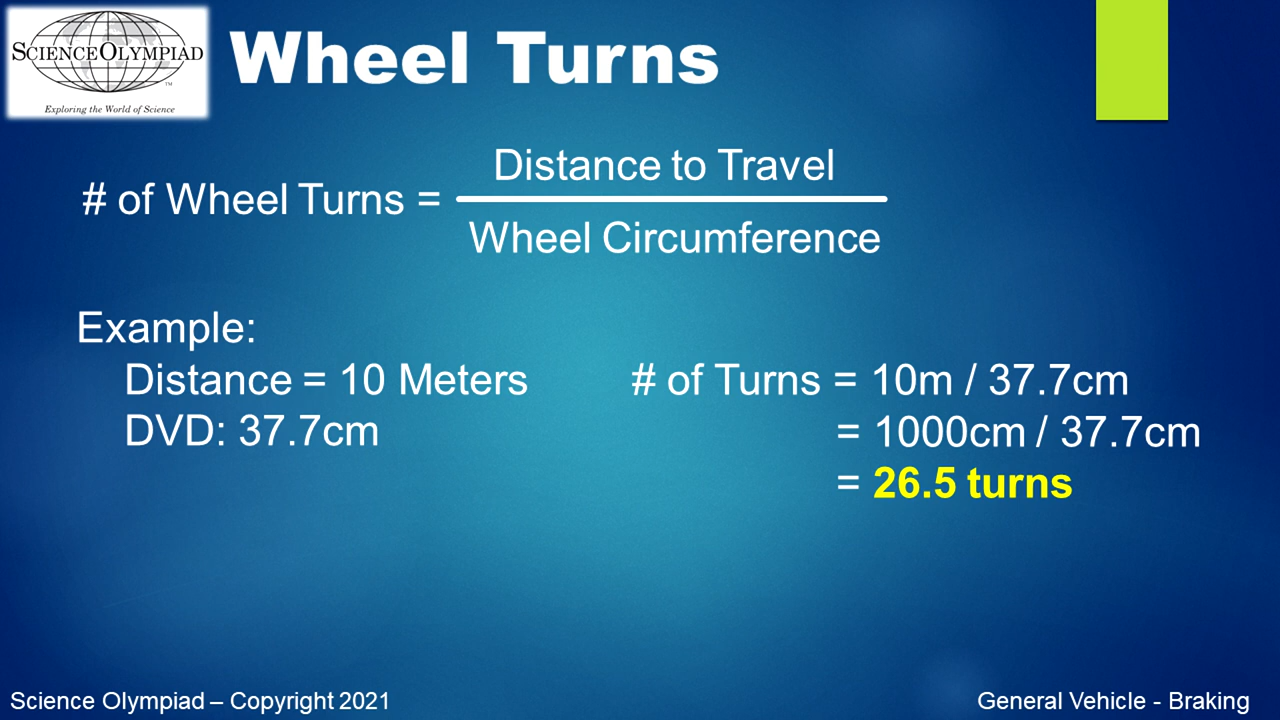 SCIENCEOLYMPIAD
TM
Exploring the World of Science
Wheel Turns
# of Wheel Turns = Distance to Travel
Wheel Circumference
Example:
Distance = 10 Meters
DVD: 37.7cm
# of Turns = 10m / 37.7cm
= 1000cm / 37.7cm
= 26.5 turns
Science Olympiad – Copyright 2021
General Vehicle - Braking